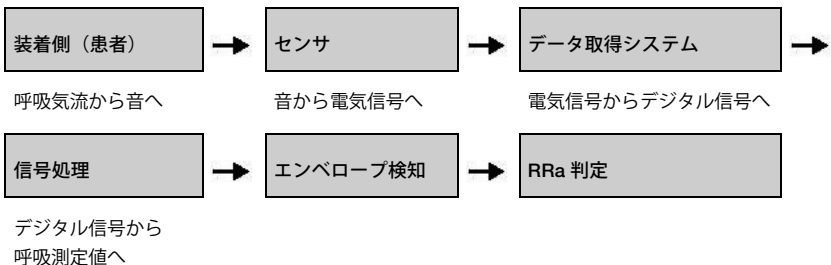 装着側（患者）
センサ
データ取得システム
呼吸気流から音へ
音から電気信号へ
電気信号からデジタル信号へ
信号処理
エンベロープ検知
RRa 判定
デジタル信号から
呼吸測定値へ